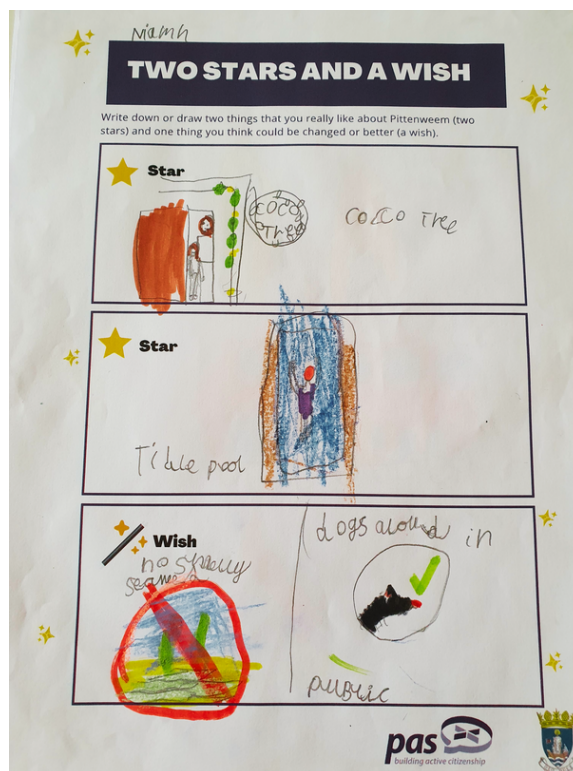 Niamh
TWO STARS AND A WISH
Write down or draw two things that you really like about Pittenweem (two
stars) and one thing you think could be changed or better (a wish).
Star
COCO
Tree
COCO Tree
Star
Tidle pool
Wish
no smelly
dogs aloud in
public
pas
building active citizenship